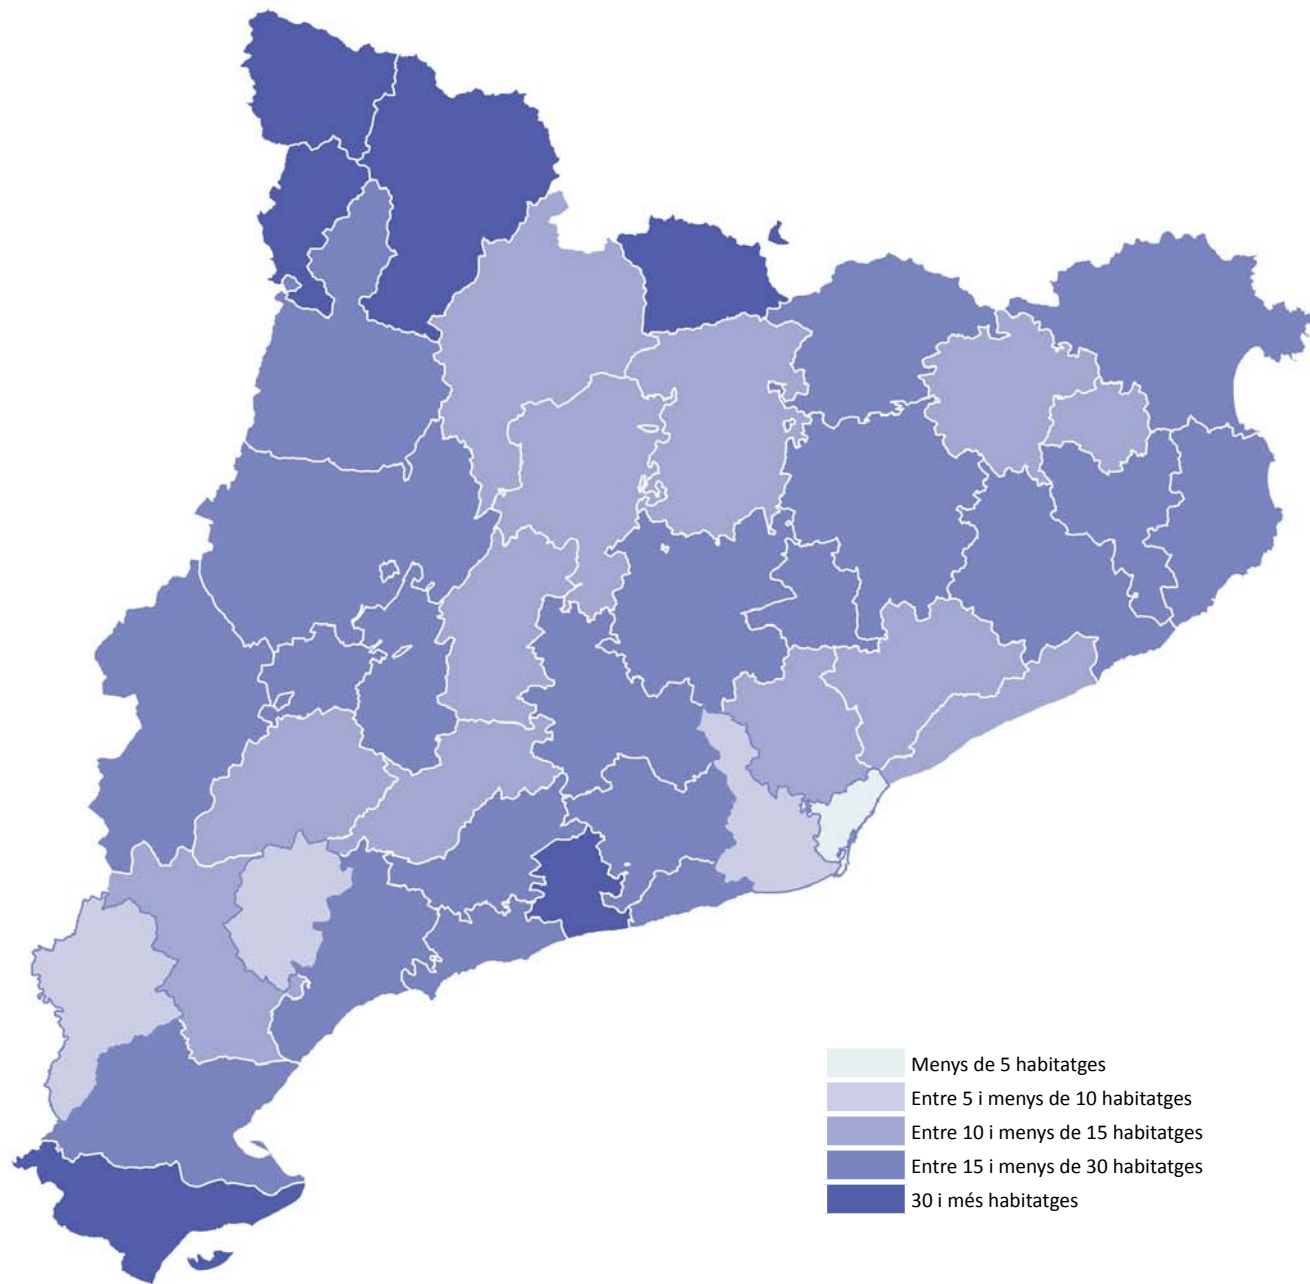 Menys de 5 habitatges
Entre 5 i menys de 10 habitatges
Entre 10 i menys de 15 habitatges
Entre 15 i menys de 30 habitatges
30 i més habitatges